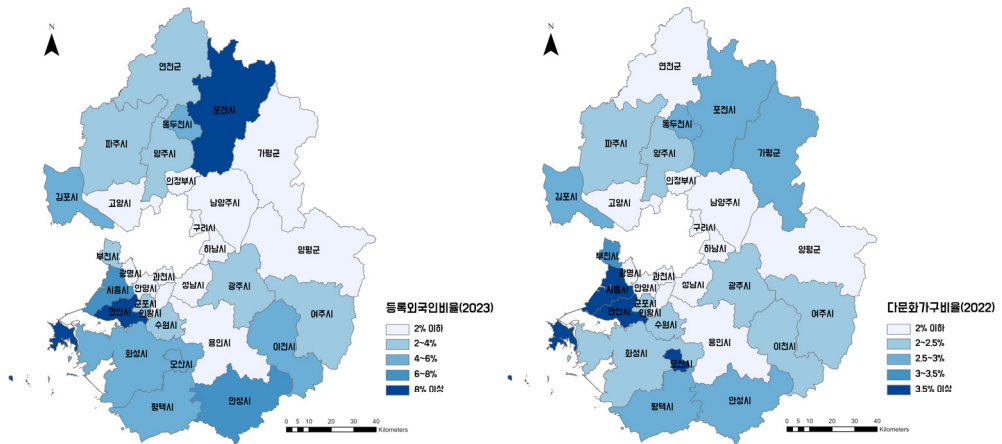 N
연천군
포천시
동두천시
파주시
양주시
가평군
의정부시
김포시
고양시
남양주시
구리시
하남시
양평군
부천시
광명시
과천시
시흥시
안양시
성남시
군포시
광주시
안산시
의왕시
여주시
수원시
용인시
이천시
화성시
오산시
평택시
안성시
등록외국인비율(2023)
2% 이하
2~4%
4~6%
6~8%
8% 이상
0 5 10 20 30 40
Kilometers
N
연천군
포천시
동두천시
파주시
양주시
가평군
의정부시
김포시
고양시
남양주시
구리시
하남시
양평군
부천시
광명시
과천시
시흥시
안양시
성남시
군포시
광주시
안산시
의왕시
여주시
수원시
용인시
이천시
화성시
오산시
평택시
안성시
다문화가구비율(2022)
2% 이하
2~2.5%
2.5~3%
3~3.5%
3.5% 이상
0 5 10 20 30 40
Kilometers